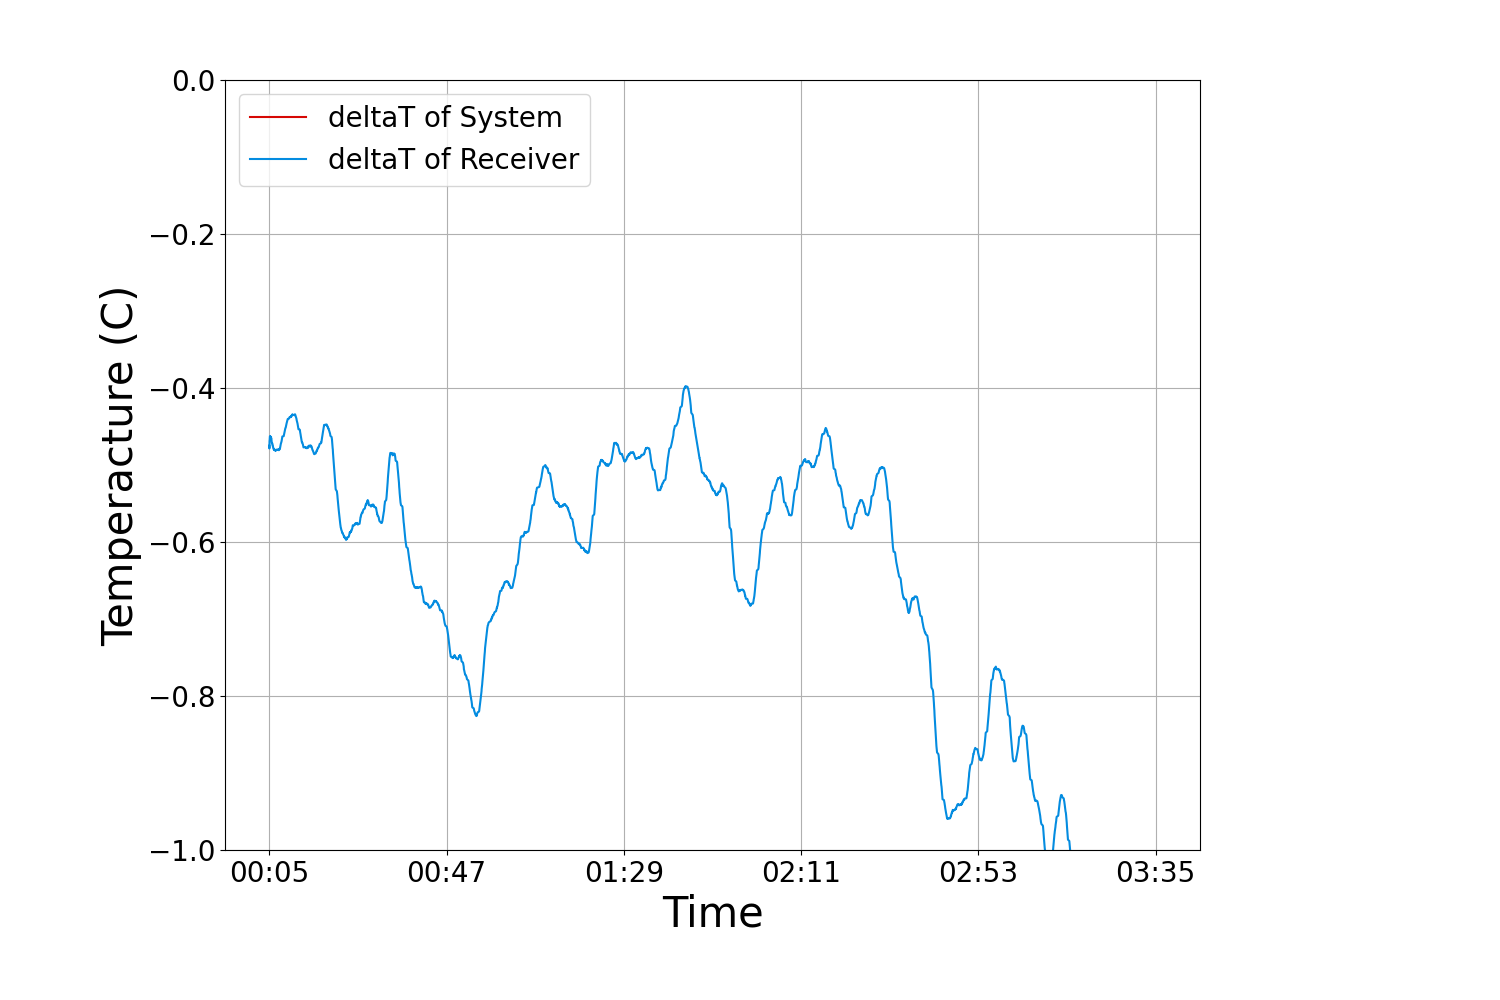 deltaT of System
deltaT of Receiver
0.0
−0.2
−0.4
−0.6
−0.8
−1.0
Temperacture (C)
00:05 00:47 01:29 02:11 02:53 03:35
Time